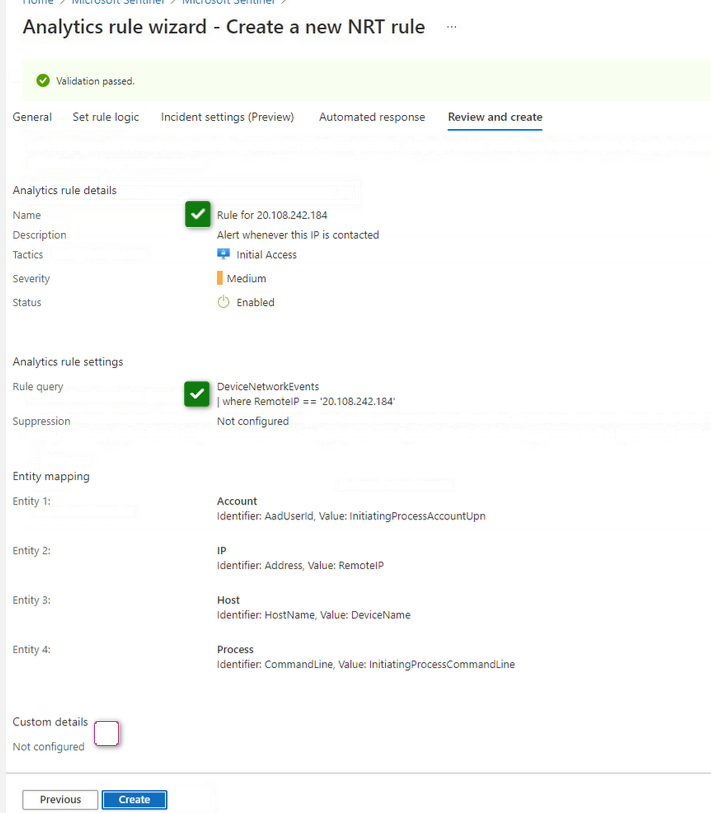 Home > Microsoft Sentinel > Microsoft Sentinel >
Analytics rule wizard - Create a new NRT rule ...
Validation passed.
General Set rule logic Incident settings (Preview) Automated response Review and create
Analytics rule details
Name Rule for 20.108.242.184
Description Alert whenever this IP is contacted
Tactics Initial Access
Severity Medium
Status Enabled
Analytics rule settings
Rule query DeviceNetworkEvents
| where RemoteIP == '20.108.242.184'
Suppression Not configured
Entity mapping
Entity 1: Account
Identifier: AadUserId, Value: InitiatingProcessAccountUpn
Entity 2: IP
Identifier: Address, Value: RemoteIP
Entity 3: Host
Identifier: HostName, Value: DeviceName
Entity 4: Process
Identifier: CommandLine, Value: InitiatingProcessCommandLine
Custom details
Not configured
Previous Create